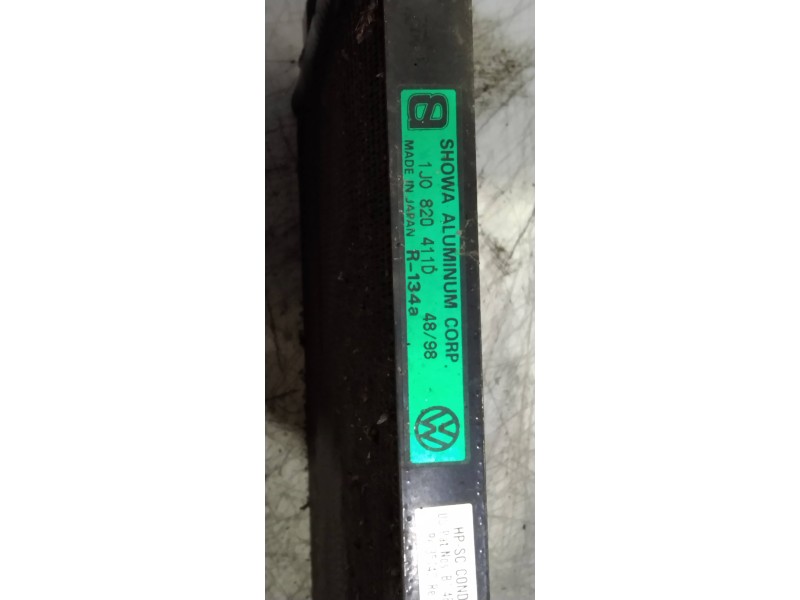 SHOWA ALUMINUM CORP.
1J0 820 411D 48/98
MADE IN JAPAN R-134a
HP-SC COND